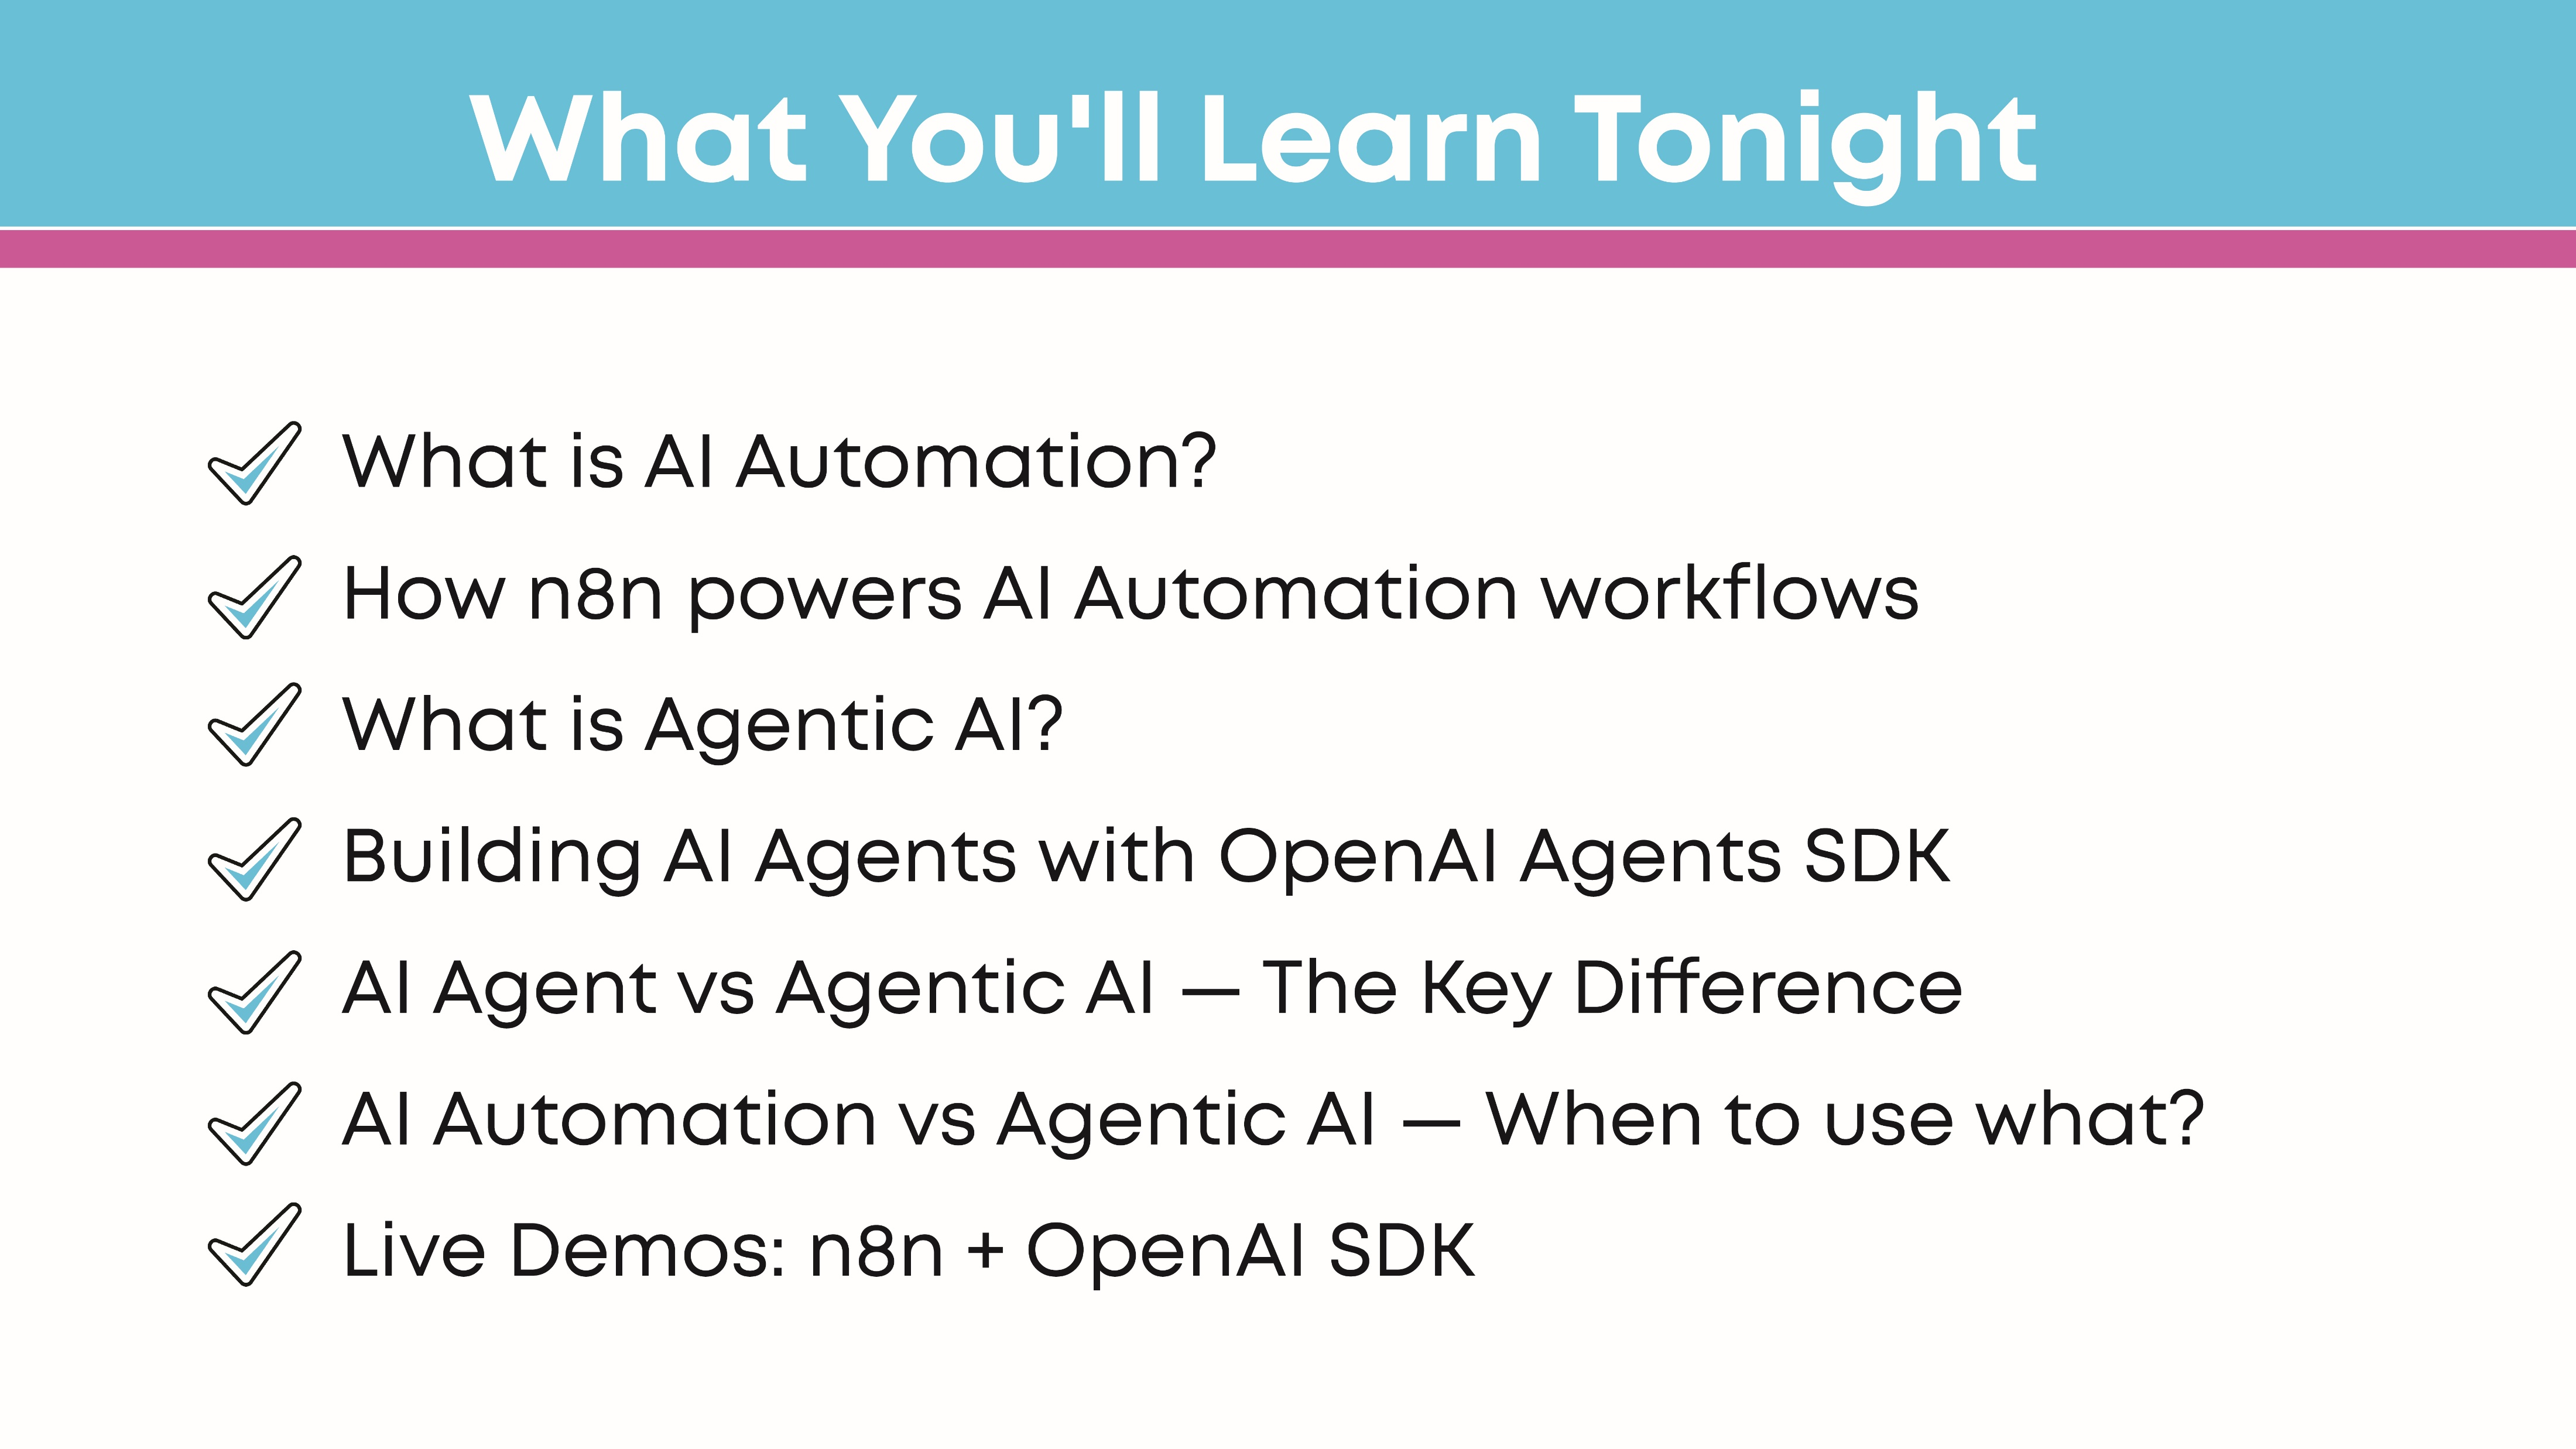 What You'll Learn Tonight
What is AI Automation?
How n8n powers AI Automation workflows
What is Agentic AI?
Building AI Agents with OpenAI Agents SDK
AI Agent vs Agentic AI — The Key Difference
AI Automation vs Agentic AI — When to use what?
Live Demos: n8n + OpenAI SDK